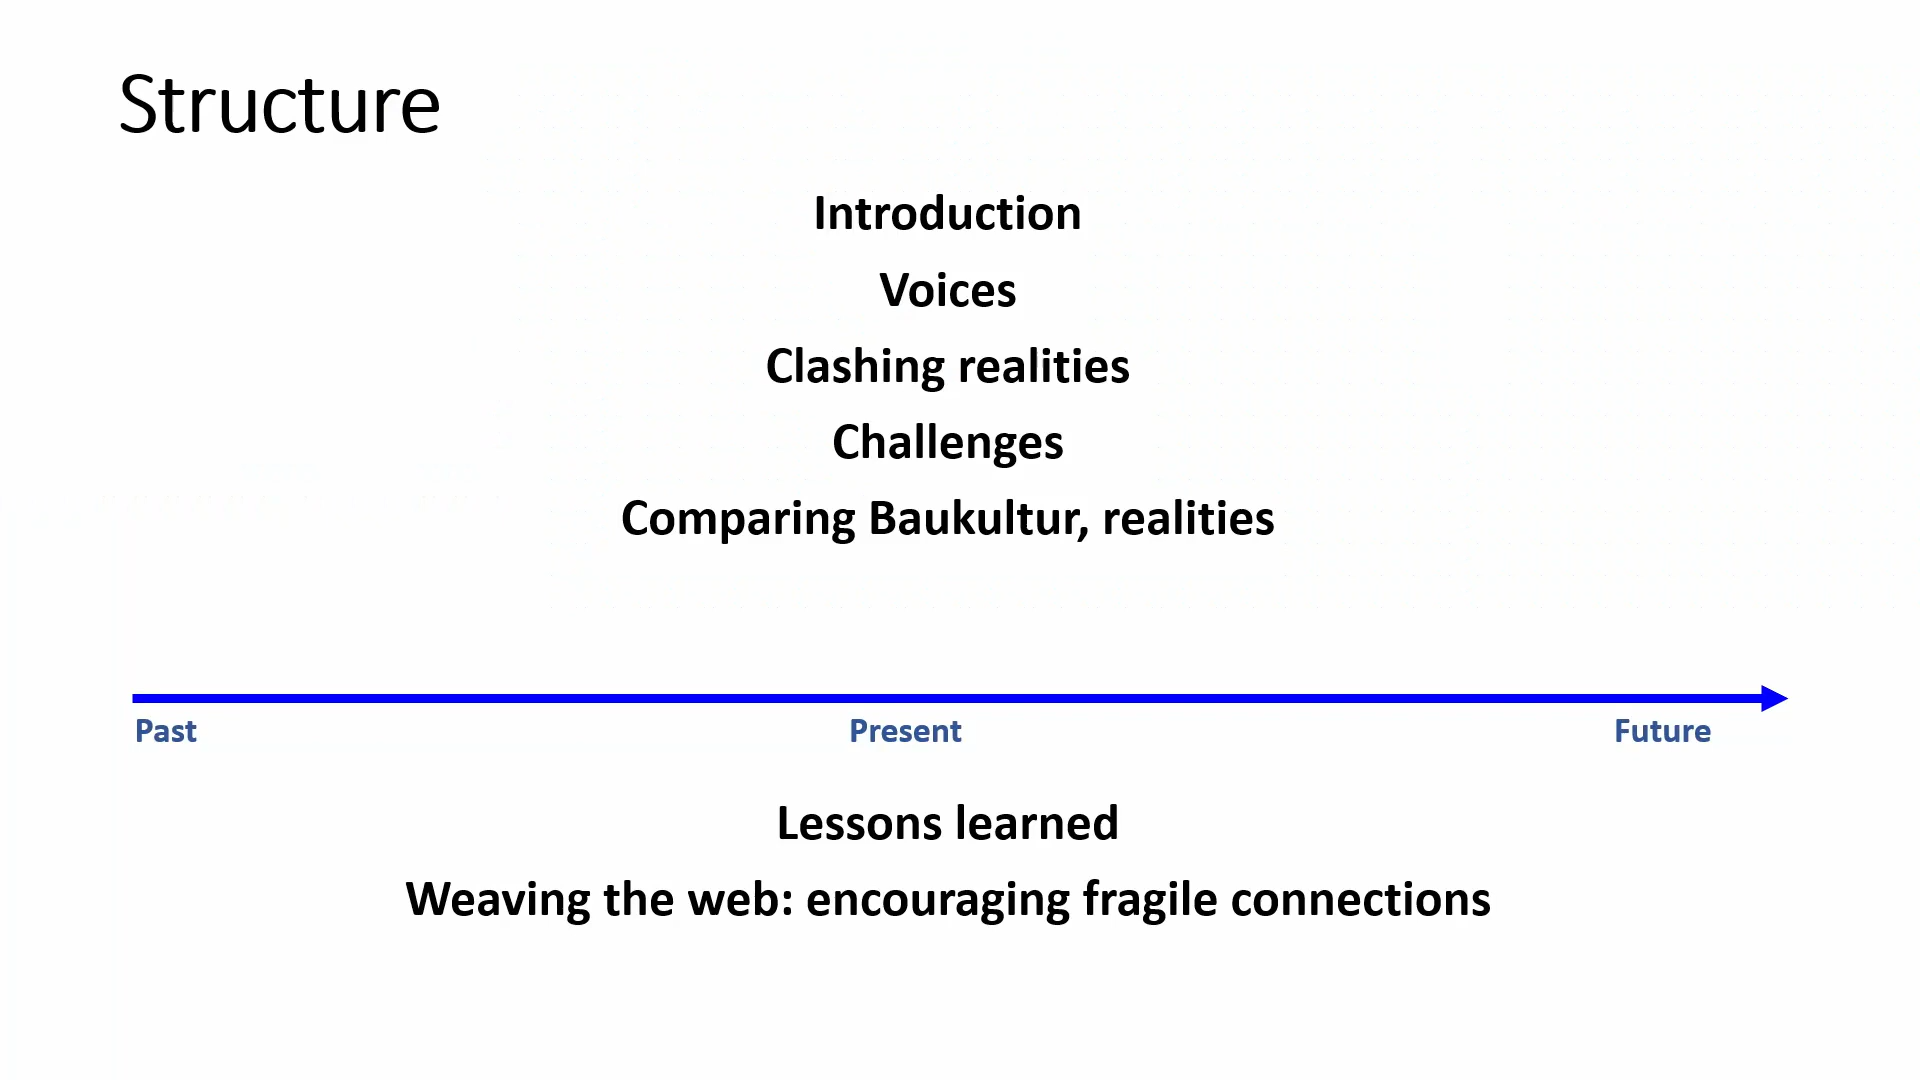 Structure
Introduction
Voices
Clashing realities
Challenges
Comparing Baukultur, realities
Past Present Future
Lessons learned
Weaving the web: encouraging fragile connections